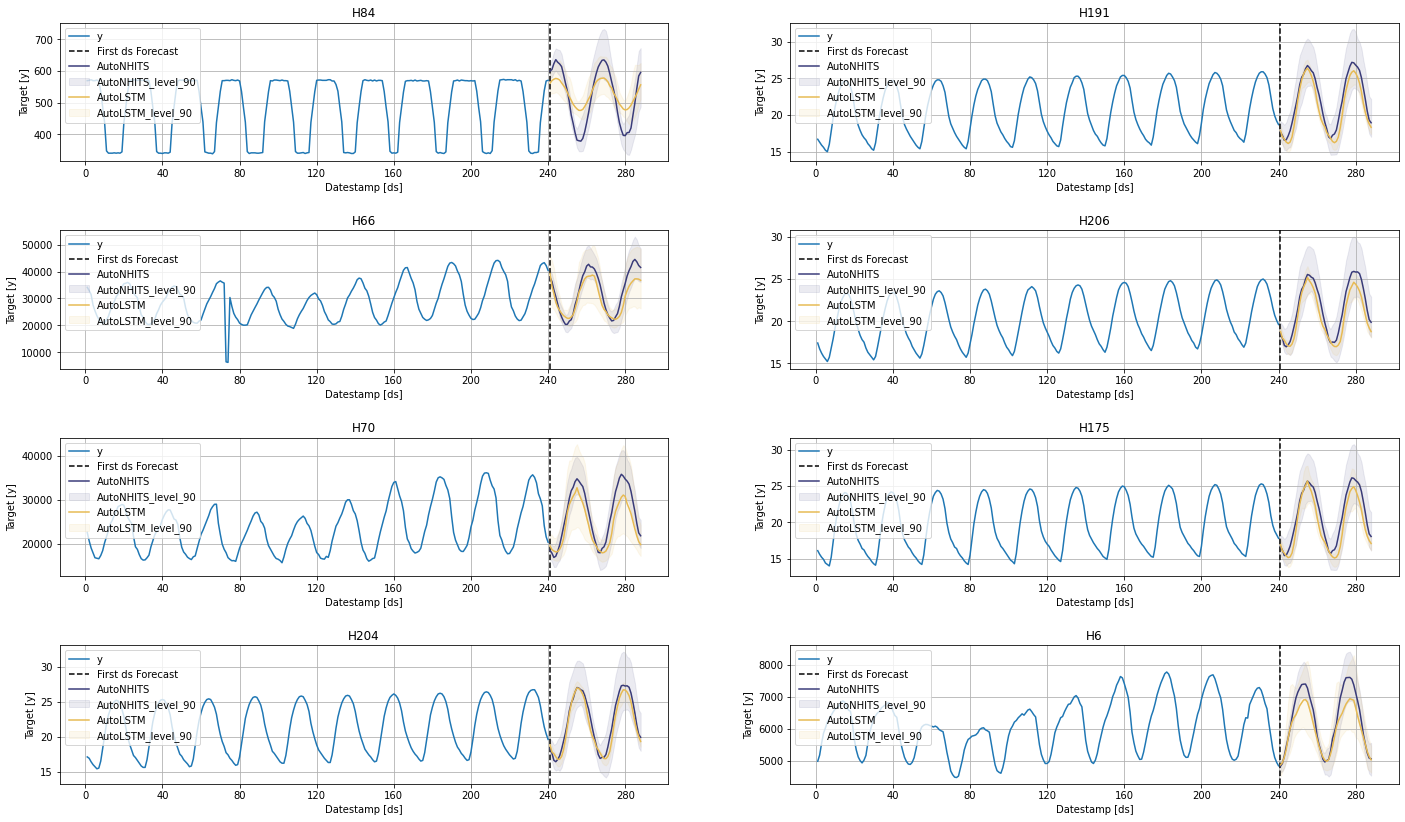 H84
Target [y]
700
600
500
400
y
First ds Forecast
AutoNHITS
AutoNHITS_level_90
AutoLSTM
AutoLSTM_level_90
0 40 80 120 160 200 240 280
Datestamp [ds]
H191
Target [y]
30
25
20
15
y
First ds Forecast
AutoNHITS
AutoNHITS_level_90
AutoLSTM
AutoLSTM_level_90
0 40 80 120 160 200 240 280
Datestamp [ds]
H66
Target [y]
50000
40000
30000
20000
10000
y
First ds Forecast
AutoNHITS
AutoNHITS_level_90
AutoLSTM
AutoLSTM_level_90
0 40 80 120 160 200 240 280
Datestamp [ds]
H206
Target [y]
30
25
20
15
y
First ds Forecast
AutoNHITS
AutoNHITS_level_90
AutoLSTM
AutoLSTM_level_90
0 40 80 120 160 200 240 280
Datestamp [ds]
H70
Target [y]
40000
30000
20000
y
First ds Forecast
AutoNHITS
AutoNHITS_level_90
AutoLSTM
AutoLSTM_level_90
0 40 80 120 160 200 240 280
Datestamp [ds]
H175
Target [y]
30
25
20
15
y
First ds Forecast
AutoNHITS
AutoNHITS_level_90
AutoLSTM
AutoLSTM_level_90
0 40 80 120 160 200 240 280
Datestamp [ds]
H204
Target [y]
30
25
20
15
y
First ds Forecast
AutoNHITS
AutoNHITS_level_90
AutoLSTM
AutoLSTM_level_90
0 40 80 120 160 200 240 280
Datestamp [ds]
H6
Target [y]
8000
7000
6000
5000
y
First ds Forecast
AutoNHITS
AutoNHITS_level_90
AutoLSTM
AutoLSTM_level_90
0 40 80 120 160 200 240 280
Datestamp [ds]